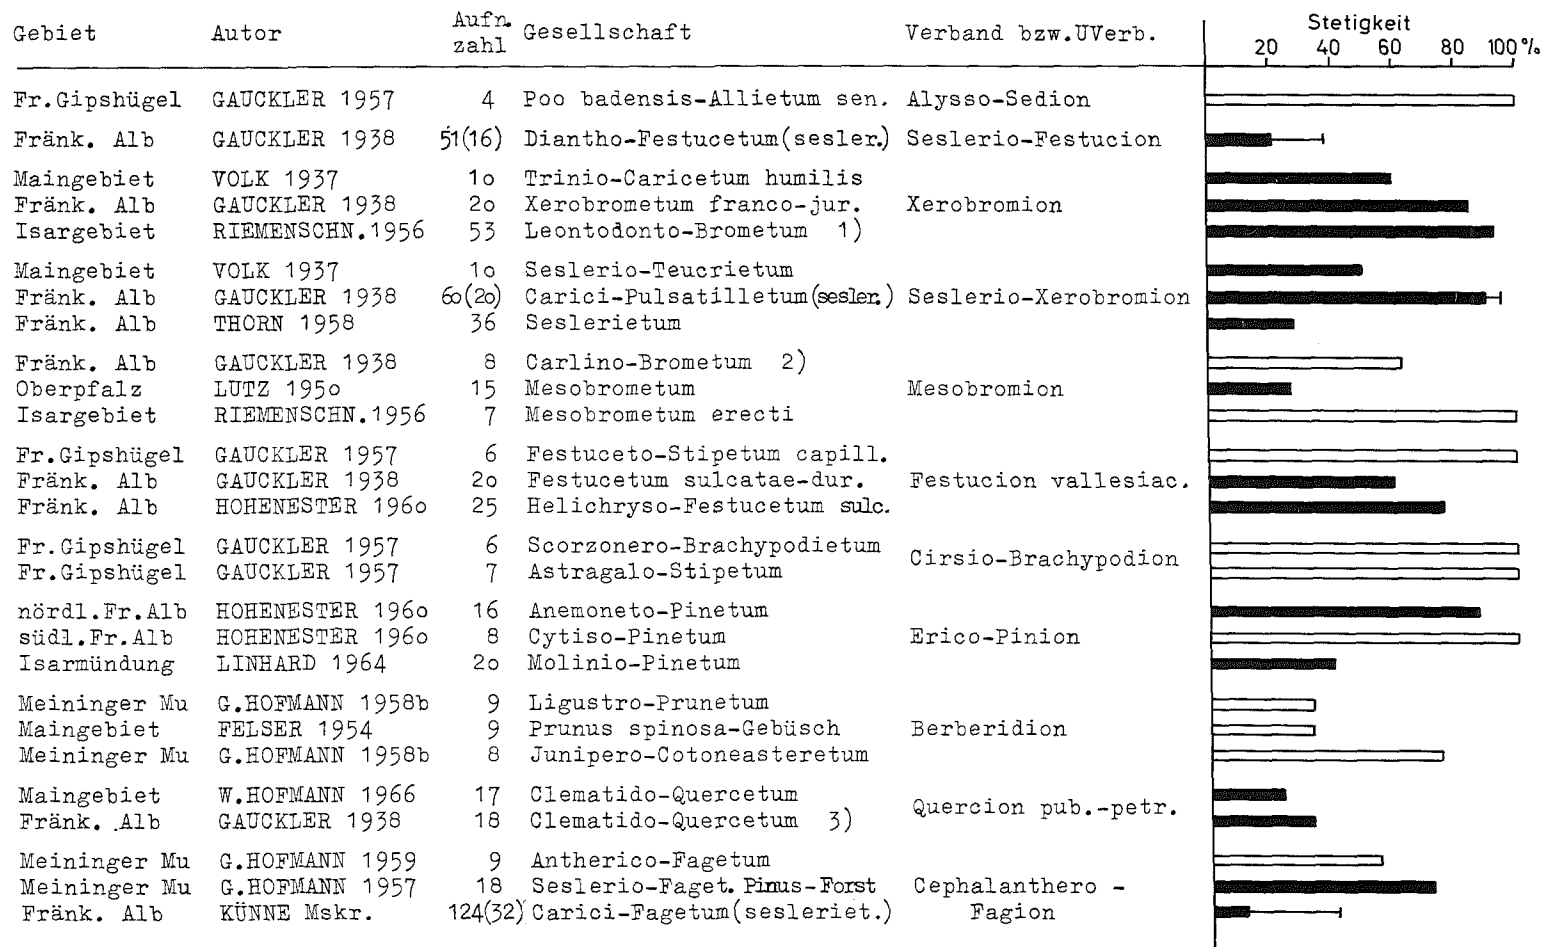 Gebiet Autor Aufn. zahl Gesellschaft Verband bzw.UVerb. Stetigkeit
20 40 60 80 100 %
Fr.Gipshügel GAUCKLER 1957 4 Poo badensis-Allietum sen. Alysso-Sedion
Fränk. Alb GAUCKLER 1938 51(16) Diantho-Festucetum(sesler.) Seslerio-Festucion
Maingebiet VOLK 1937 1o Trinio-Caricetum humilis
Fränk. Alb GAUCKLER 1938 2o Xerobrometum franco-jur. Xerobromion
Isargebiet RIEMENSCHN.1956 53 Leontodonto-Brometum 1)
Maingebiet VOLK 1937 1o Seslerio-Teucrietum
Fränk. Alb GAUCKLER 1938 6o(2o) Carici-Pulsatilletum(sesler.) Seslerio-Xerobromion
Fränk. Alb THORN 1958 36 Seslerietum
Fränk. Alb GAUCKLER 1938 8 Carlino-Brometum 2)
Oberpfalz LUTZ 195o 15 Mesobrometum Mesobromion
Isargebiet RIEMENSCHN.1956 7 Mesobrometum erecti
Fr.Gipshügel GAUCKLER 1957 6 Festuceto-Stipetum capill.
Fränk. Alb GAUCKLER 1938 2o Festucetum sulcatae-dur. Festucion vallesiac.
Fränk. Alb HOHENESTER 196o 25 Helichryso-Festucetum sulc.
Fr.Gipshügel GAUCKLER 1957 6 Scorzonero-Brachypodietum
Cirsio-Brachypodion
Fr.Gipshügel GAUCKLER 1957 7 Astragalo-Stipetum
nördl.Fr.Alb HOHENESTER 196o 16 Anemoneto-Pinetum
südl.Fr.Alb HOHENESTER 196o 8 Cytiso-Pinetum Erico-Pinion
Isarmündung LINHARD 1964 2o Molinio-Pinetum
Meininger Mu G.HOFMANN 1958b 9 Ligustro-Prunetum
Maingebiet FELSER 1954 9 Prunus spinosa-Gebüsch Berberidion
Meininger Mu G.HOFMANN 1958b 8 Junipero-Cotoneasteretum
Maingebiet W.HOFMANN 1966 17 Clematido-Quercetum
Quercion pub.-petr.
Fränk. Alb GAUCKLER 1938 18 Clematido-Quercetum 3)
Meininger Mu G.HOFMANN 1959 9 Antherico-Fagetum
Meininger Mu G.HOFMANN 1957 18 Seslerio-Faget. Pinus-Forst Cephalanthero -
Fränk. Alb KÜNNE Mskr. 124(32) Carici-Fagetum(sesleriet.) Fagion